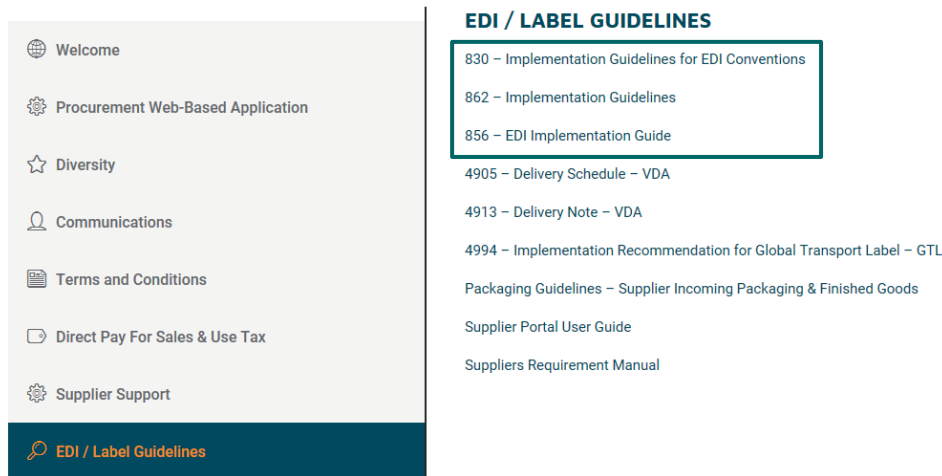 Welcome
Procurement Web-Based Application
Diversity
Communications
Terms and Conditions
Direct Pay For Sales & Use Tax
Supplier Support
EDI / Label Guidelines
EDI / LABEL GUIDELINES
830 – Implementation Guidelines for EDI Conventions
862 – Implementation Guidelines
856 – EDI Implementation Guide
4905 – Delivery Schedule – VDA
4913 – Delivery Note – VDA
4994 – Implementation Recommendation for Global Transport Label – GTL
Packaging Guidelines – Supplier Incoming Packaging & Finished Goods
Supplier Portal User Guide
Suppliers Requirement Manual